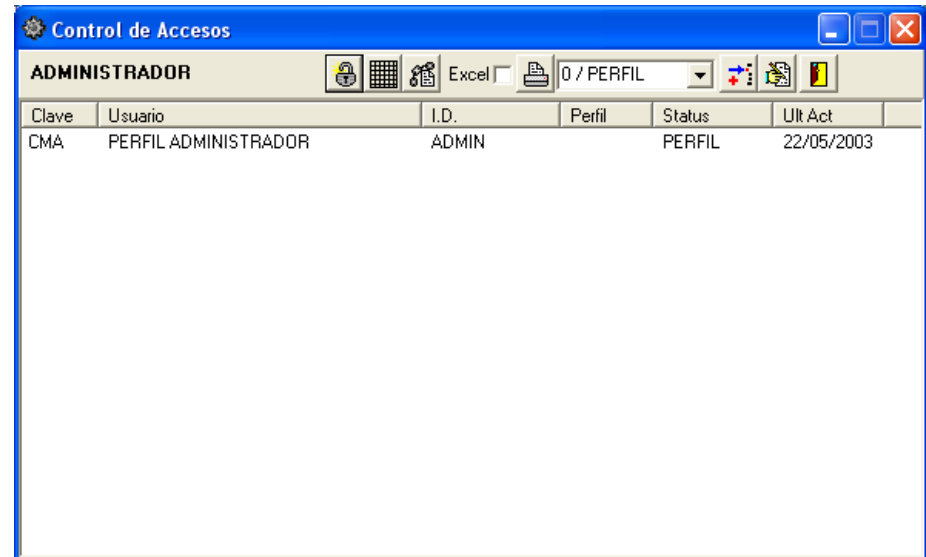 Control de Accesos
ADMINISTRADOR Excel 0 / PERFIL
Clave Usuario I.D. Perfil Status Ult Act
CMA PERFIL ADMINISTRADOR ADMIN PERFIL 22/05/2003